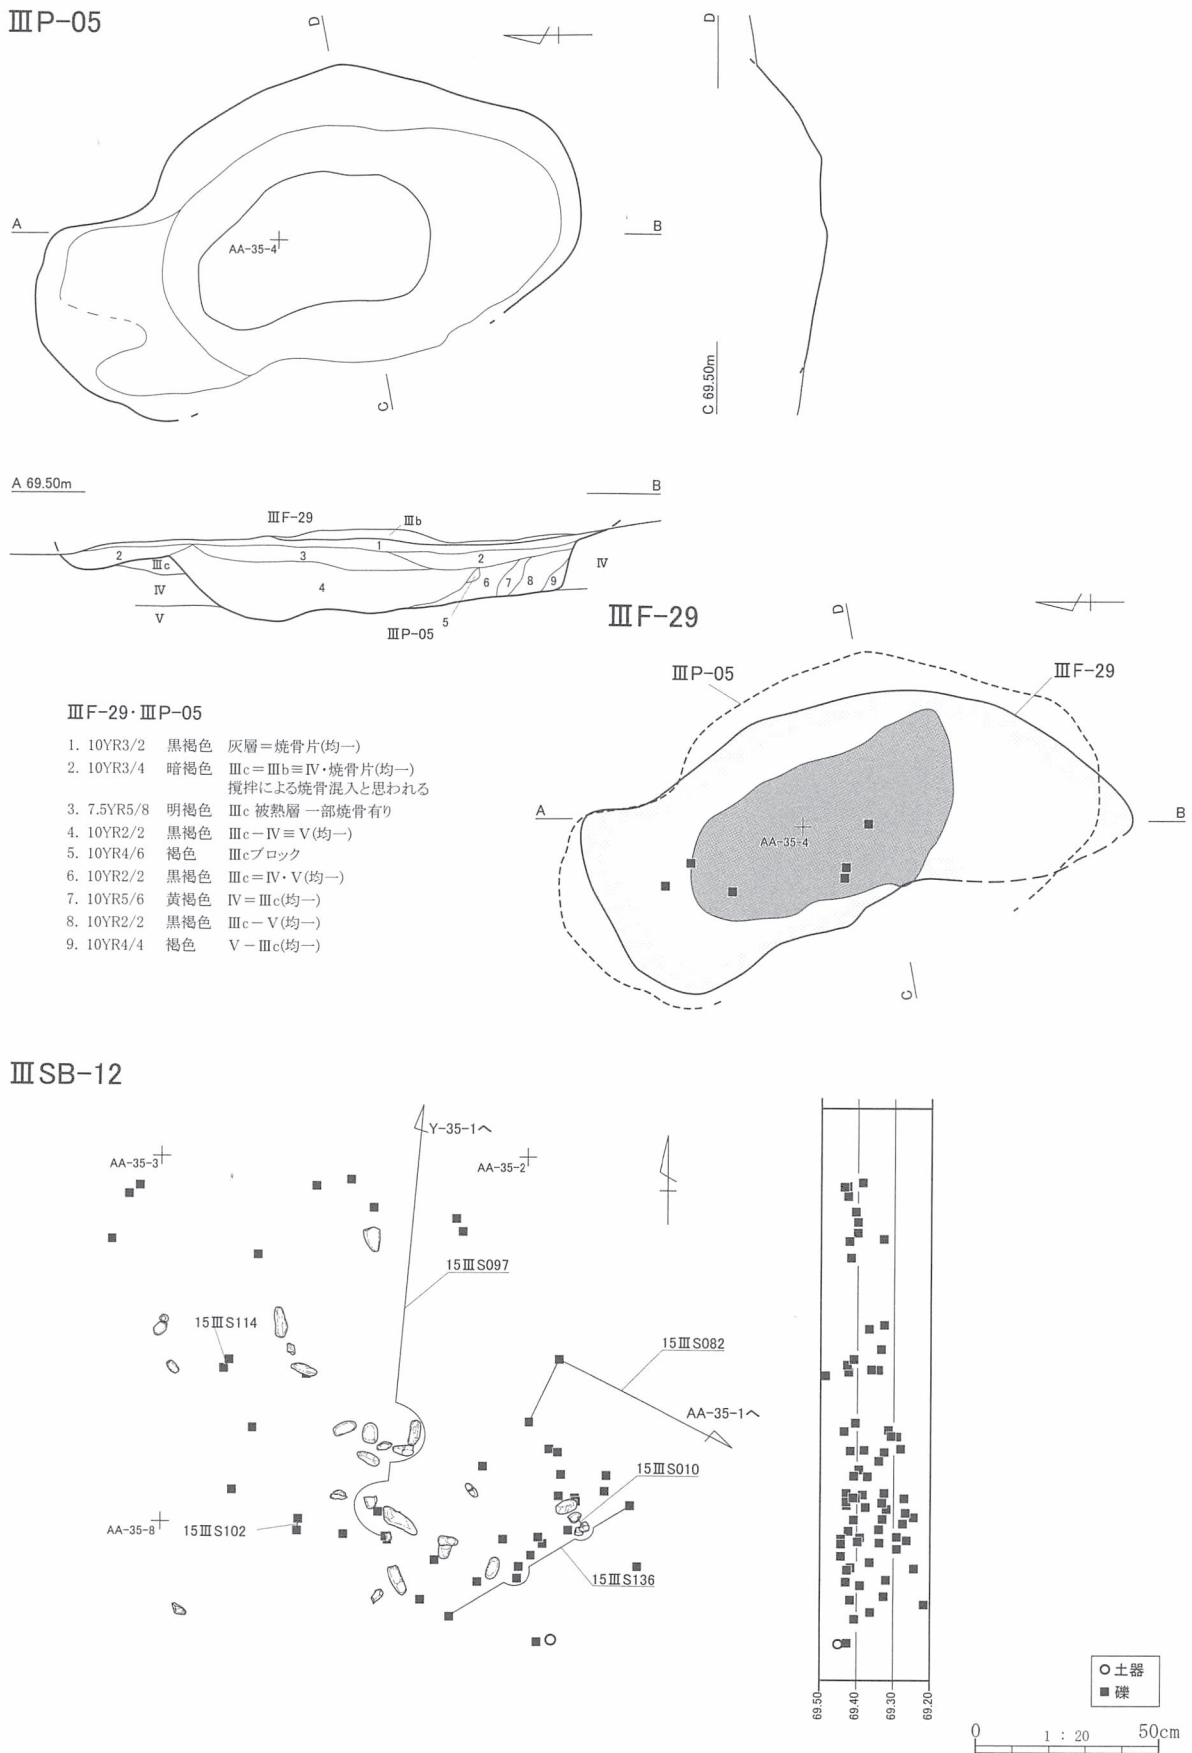 ⅢP-05
D
D
A
B
AA-35-4
C
C 69.50m
A 69.50m
B
ⅢF-29
Ⅲb
1
2
3
2
Ⅲc
Ⅳ
Ⅳ
4
6
7
8
9
Ⅴ
5
ⅢP-05
ⅢF-29
D
ⅢP-05
ⅢF-29
A
B
AA-35-4
C
ⅢF-29・ⅢP-05
1. 10YR3/2 黒褐色 灰層=焼骨片(均一)
2. 10YR3/4 暗褐色 Ⅲc=Ⅲb≡Ⅳ・焼骨片(均一)
攪拌による焼骨混入と思われる
3. 7.5YR5/8 明褐色 Ⅲc 被熱層 一部焼骨有り
4. 10YR2/2 黒褐色 Ⅲc-Ⅳ≡Ⅴ(均一)
5. 10YR4/6 褐色 Ⅲcブロック
6. 10YR2/2 黒褐色 Ⅲc=Ⅳ・Ⅴ(均一)
7. 10YR5/6 黄褐色 Ⅳ=Ⅲc(均一)
8. 10YR2/2 黒褐色 Ⅲc-Ⅴ(均一)
9. 10YR4/4 褐色 Ⅴ-Ⅲc(均一)
ⅢSB-12
Y-35-1へ
AA-35-3
AA-35-2
15ⅢS097
15ⅢS114
15ⅢS082
AA-35-1へ
15ⅢS010
AA-35-8
15ⅢS102
15ⅢS136
69.50
69.40
69.30
69.20
土器
礫
0 1 : 20 50cm